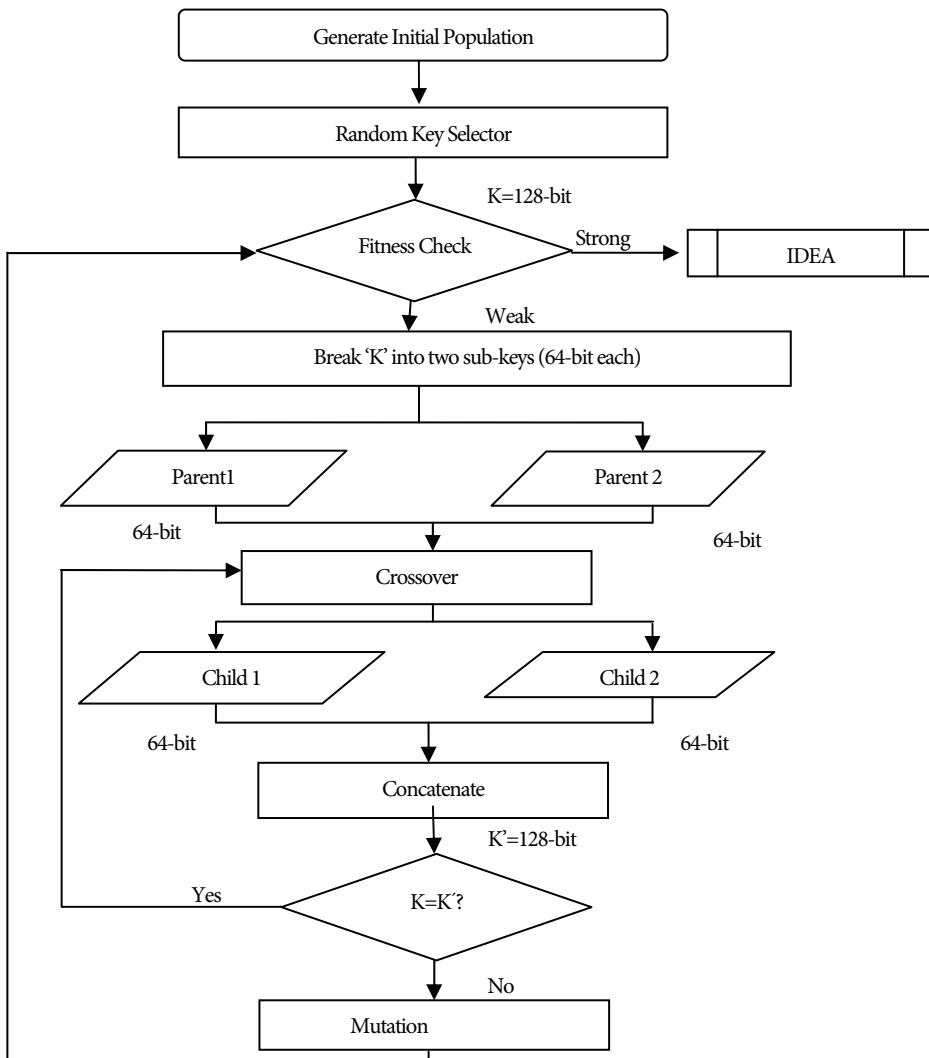 Generate Initial Population
Random Key Selector
K=128-bit
Fitness Check
Strong
IDEA
Weak
Break ‘K’ into two sub-keys (64-bit each)
Parent1
Parent 2
64-bit
64-bit
Crossover
Child 1
Child 2
64-bit
64-bit
Concatenate
K’=128-bit
Yes
K=K´?
No
Mutation